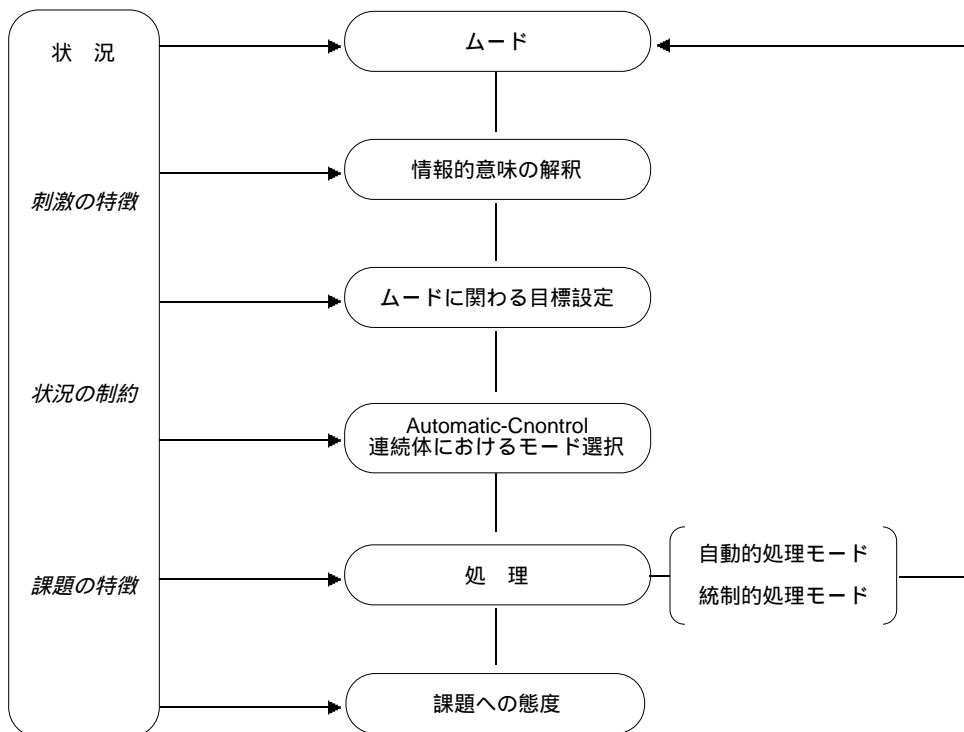 状　況
刺激の特徴
状況の制約
課題の特徴
ムード
情報的意味の解釈
ムードに関わる目標設定
Automatic-Cnontrol
連続体におけるモード選択
処　理
自動的処理モード
統制的処理モード
課題への態度